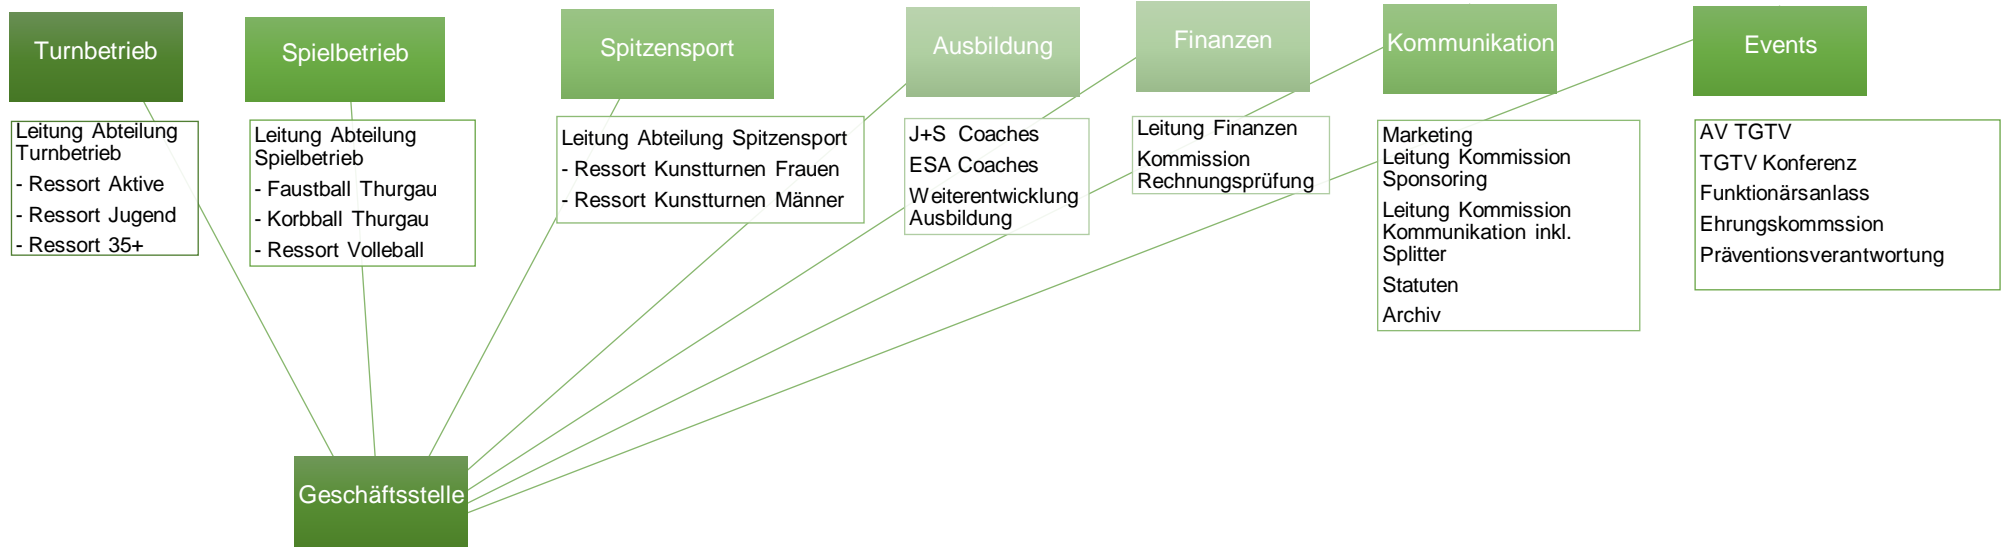 Turnbetrieb
Leitung Abteilung
Turnbetrieb
- Ressort Aktive
- Ressort Jugend
- Ressort 35+
Spielbetrieb
Leitung Abteilung
Spielbetrieb
- Faustball Thurgau
- Korbball Thurgau
- Ressort Volleball
Spitzensport
Leitung Abteilung Spitzensport
- Ressort Kunstturnen Frauen
- Ressort Kunstturnen Männer
Ausbildung
J+S Coaches
ESA Coaches
Weiterentwicklung
Ausbildung
Finanzen
Leitung Finanzen
Kommission
Rechnungsprüfung
Kommunikation
Marketing
Leitung Kommission
Sponsoring
Leitung Kommission
Kommunikation inkl.
Splitter
Statuten
Archiv
Events
AV TGTV
TGTV Konferenz
Funktionärsanlass
Ehrungskommssion
Präventionsverantwortung
Geschäftsstelle